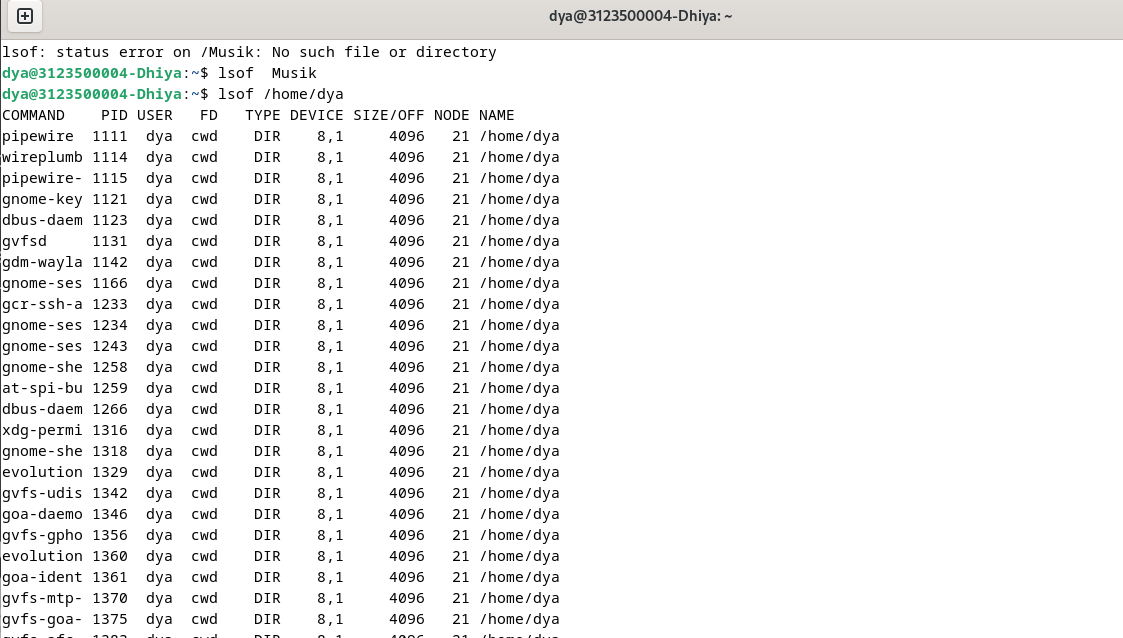 dya@3123500004-Dhiya: ~
lsof: status error on /Musik: No such file or directory
dya@3123500004-Dhiya:~$ lsof  Musik
dya@3123500004-Dhiya:~$ lsof /home/dya
COMMAND    PID USER   FD   TYPE DEVICE SIZE/OFF NODE NAME
pipewire  1111  dya  cwd    DIR    8,1     4096   21 /home/dya
wireplumb 1114  dya  cwd    DIR    8,1     4096   21 /home/dya
pipewire- 1115  dya  cwd    DIR    8,1     4096   21 /home/dya
gnome-key 1121  dya  cwd    DIR    8,1     4096   21 /home/dya
dbus-daem 1123  dya  cwd    DIR    8,1     4096   21 /home/dya
gvfsd     1131  dya  cwd    DIR    8,1     4096   21 /home/dya
gdm-wayla 1142  dya  cwd    DIR    8,1     4096   21 /home/dya
gnome-ses 1166  dya  cwd    DIR    8,1     4096   21 /home/dya
gcr-ssh-a 1233  dya  cwd    DIR    8,1     4096   21 /home/dya
gnome-ses 1234  dya  cwd    DIR    8,1     4096   21 /home/dya
gnome-ses 1243  dya  cwd    DIR    8,1     4096   21 /home/dya
gnome-she 1258  dya  cwd    DIR    8,1     4096   21 /home/dya
at-spi-bu 1259  dya  cwd    DIR    8,1     4096   21 /home/dya
dbus-daem 1266  dya  cwd    DIR    8,1     4096   21 /home/dya
xdg-permi 1316  dya  cwd    DIR    8,1     4096   21 /home/dya
gnome-she 1318  dya  cwd    DIR    8,1     4096   21 /home/dya
evolution 1329  dya  cwd    DIR    8,1     4096   21 /home/dya
gvfs-udis 1342  dya  cwd    DIR    8,1     4096   21 /home/dya
goa-daemo 1346  dya  cwd    DIR    8,1     4096   21 /home/dya
gvfs-gpho 1356  dya  cwd    DIR    8,1     4096   21 /home/dya
evolution 1360  dya  cwd    DIR    8,1     4096   21 /home/dya
goa-ident 1361  dya  cwd    DIR    8,1     4096   21 /home/dya
gvfs-mtp- 1370  dya  cwd    DIR    8,1     4096   21 /home/dya
gvfs-goa- 1375  dya  cwd    DIR    8,1     4096   21 /home/dya